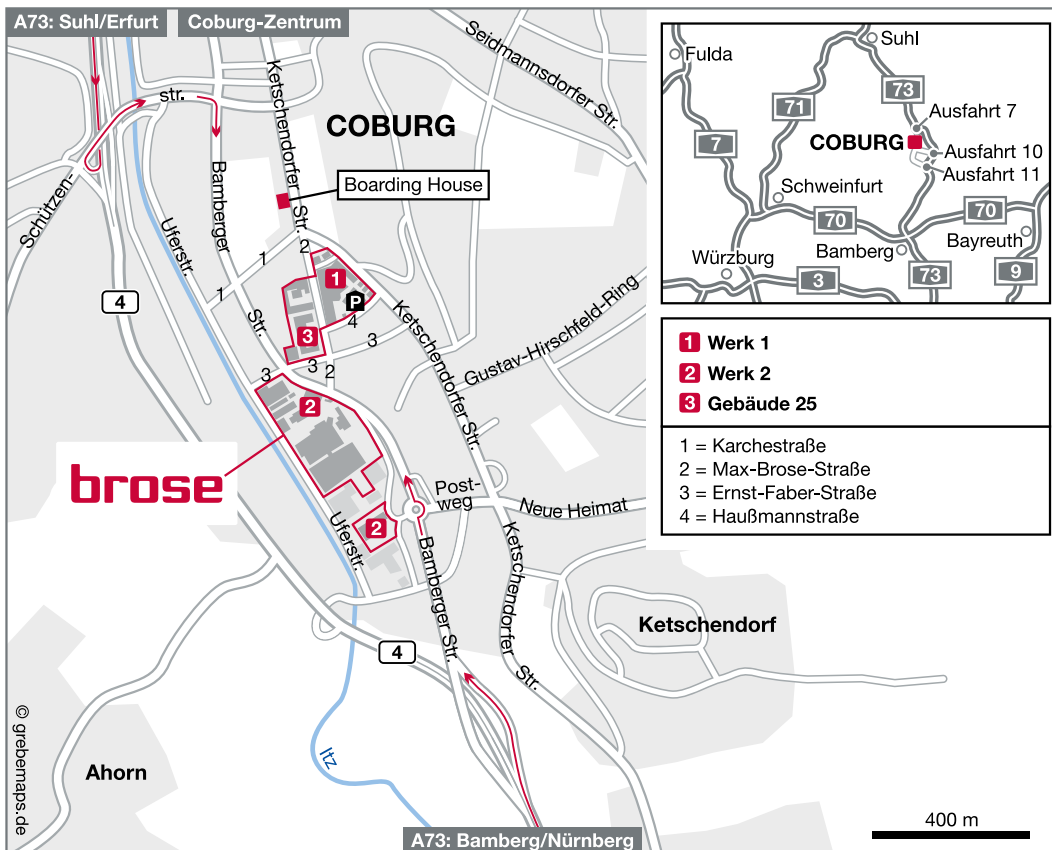 A73: Suhl/Erfurt
Coburg-Zentrum
Seidmannsdorfer Str.
Ketschendorfer Str.
str.
Schützen-
COBURG
Bamberger
Str.
Boarding House
Uferstr.
1
1
2
1
P
4
3
3
3
2
3
2
4
Ketschendorfer Str.
Gustav-Hirschfeld-Ring
brose
Post-
weg
Neue Heimat
2
Uferstr.
Bamberger Str.
Ketschendorfer
Str.
4
Ketschendorf
Itz
Ahorn
© grebemaps.de
A73: Bamberg/Nürnberg
400 m
Fulda
Suhl
71
73
7
Ausfahrt 7
COBURG
Ausfahrt 10
Ausfahrt 11
Schweinfurt
70
70
Bamberg
Bayreuth
Würzburg
3
73
9
1 Werk 1
2 Werk 2
3 Gebäude 25
1 = Karchestraße
2 = Max-Brose-Straße
3 = Ernst-Faber-Straße
4 = Haußmannstraße